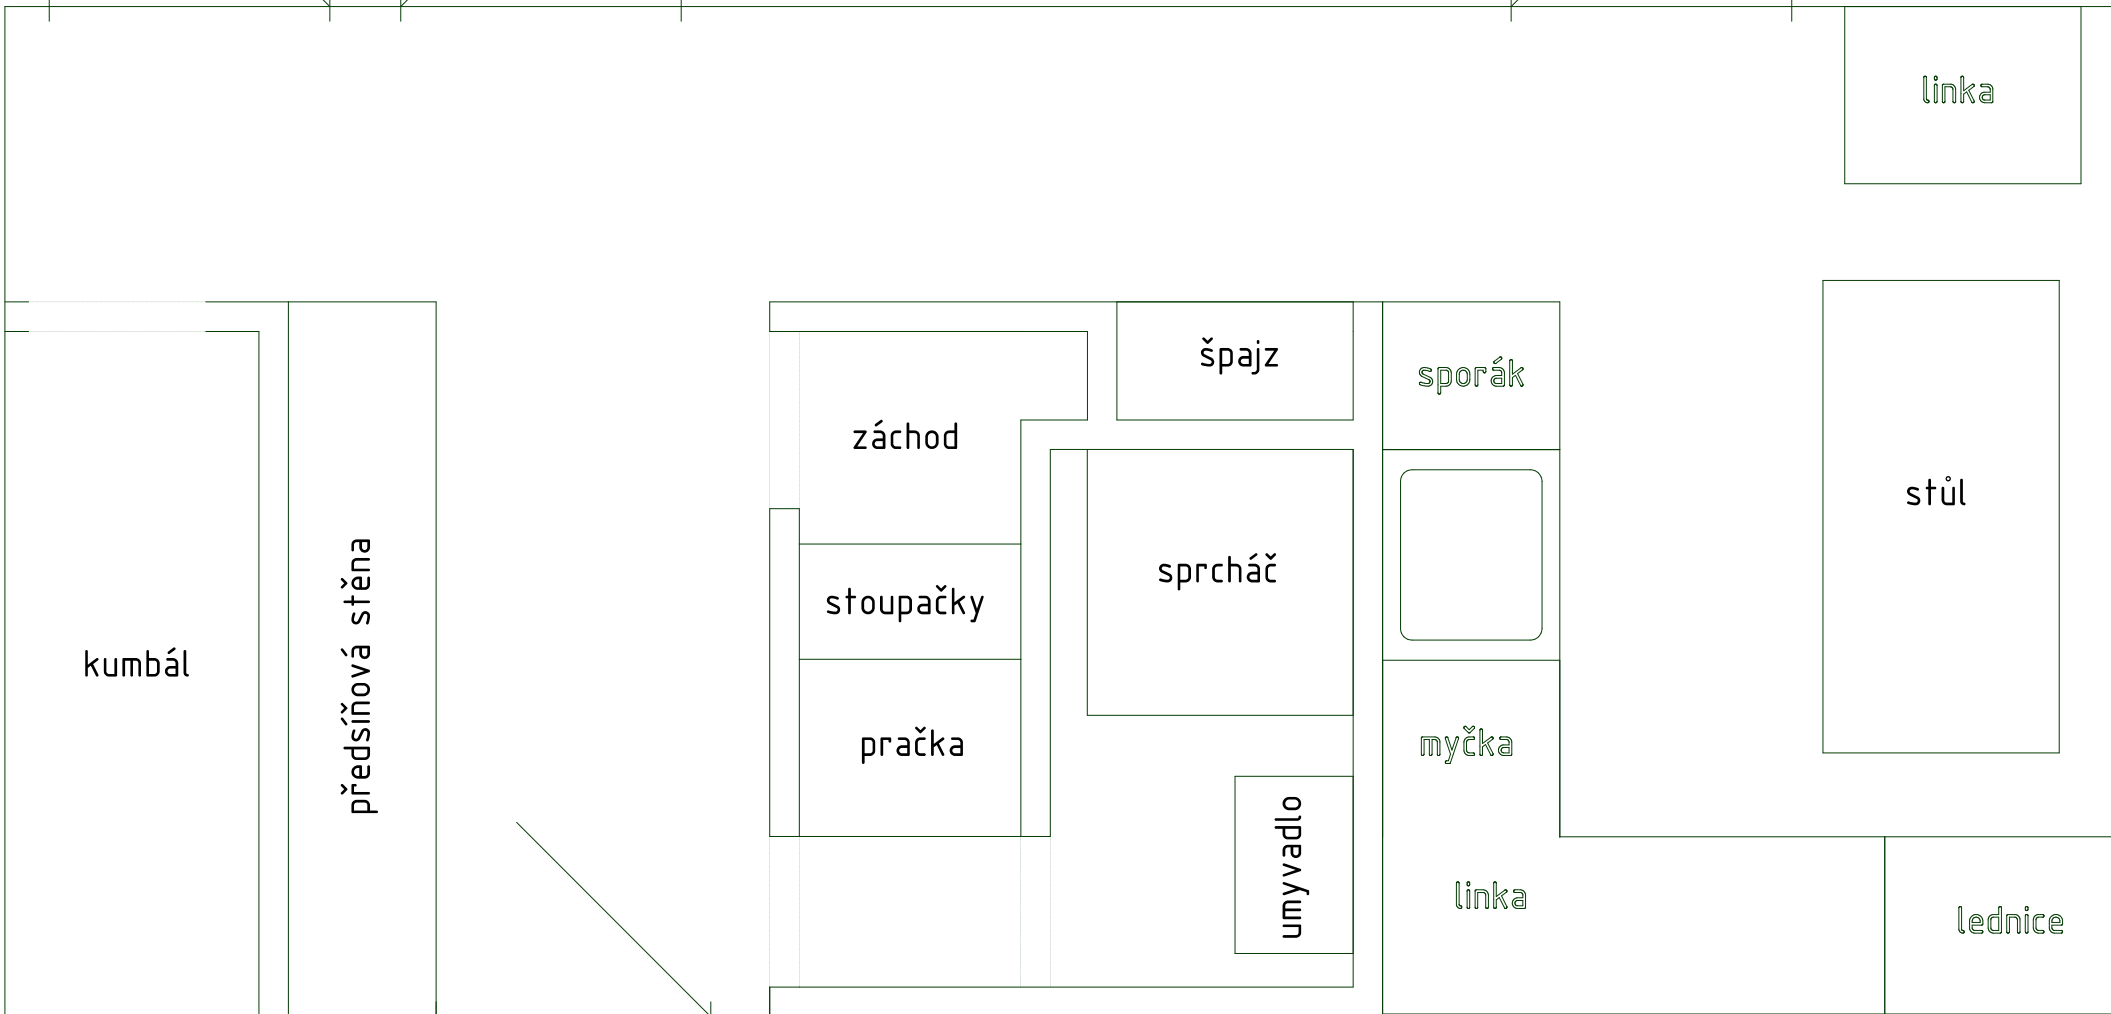 linka
špajz
sporák
záchod
stůl
sprcháč
stoupačky
kumbál
předsíňová stěna
pračka
myčka
umyvadlo
linka
lednice